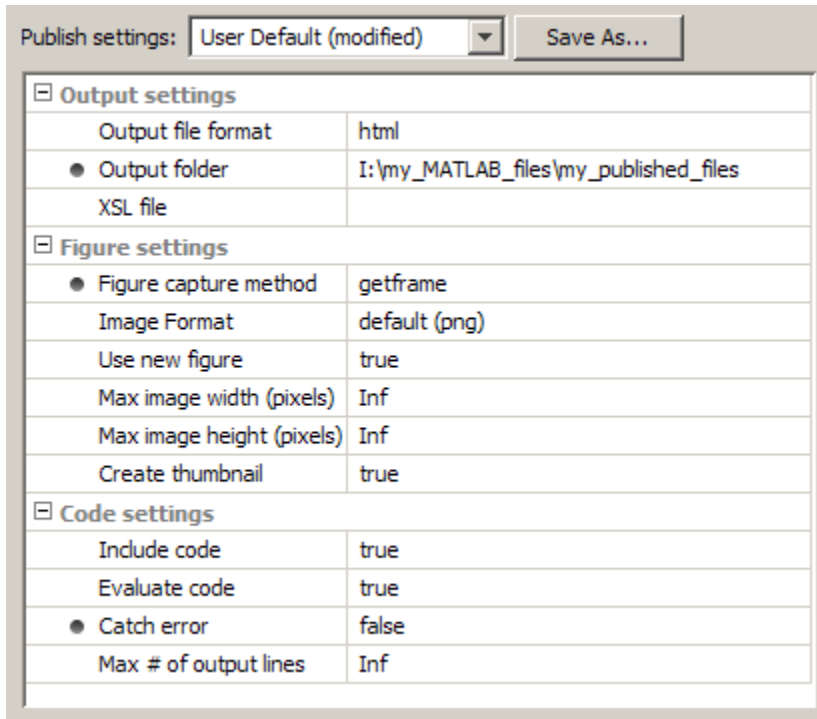 Publish settings: User Default (modified) Save As...
Output settings
Output file format html
Output folder I:\my_MATLAB_files\my_published_files
XSL file
Figure settings
Figure capture method getframe
Image Format default (png)
Use new figure true
Max image width (pixels) Inf
Max image height (pixels) Inf
Create thumbnail true
Code settings
Include code true
Evaluate code true
Catch error false
Max # of output lines Inf